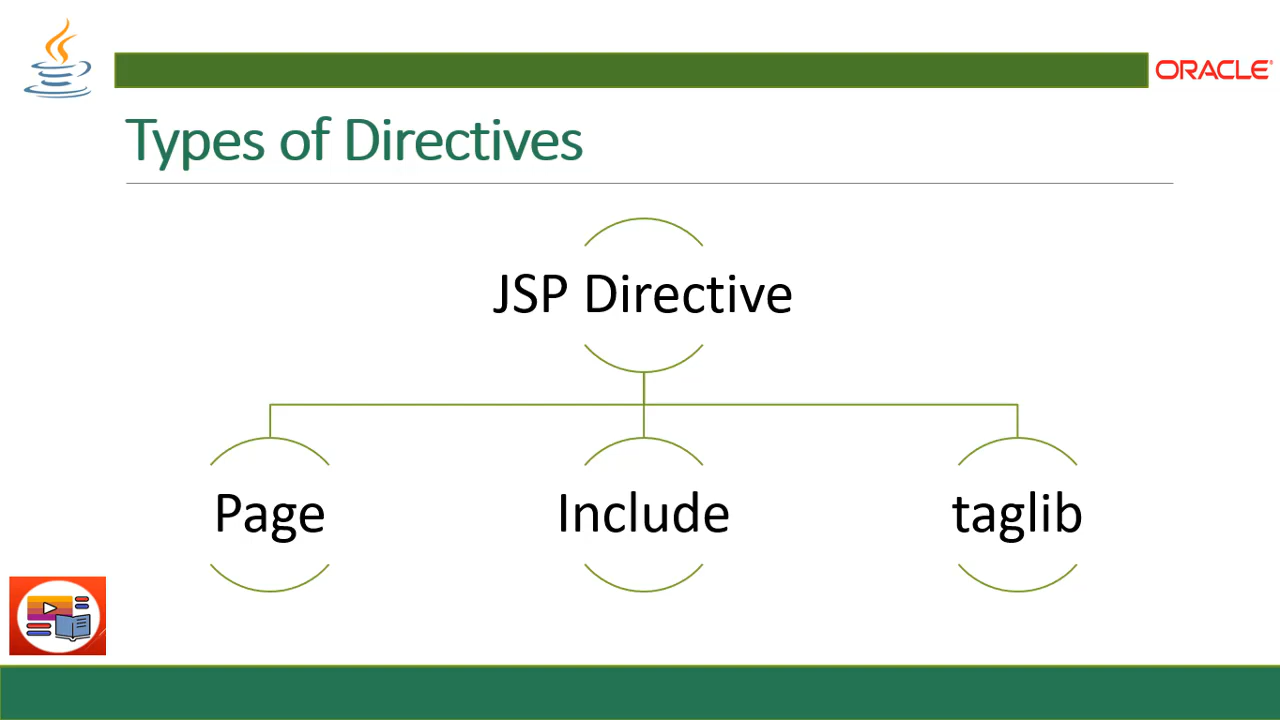 ORACLE
Types of Directives
JSP Directive
Page
Include
taglib